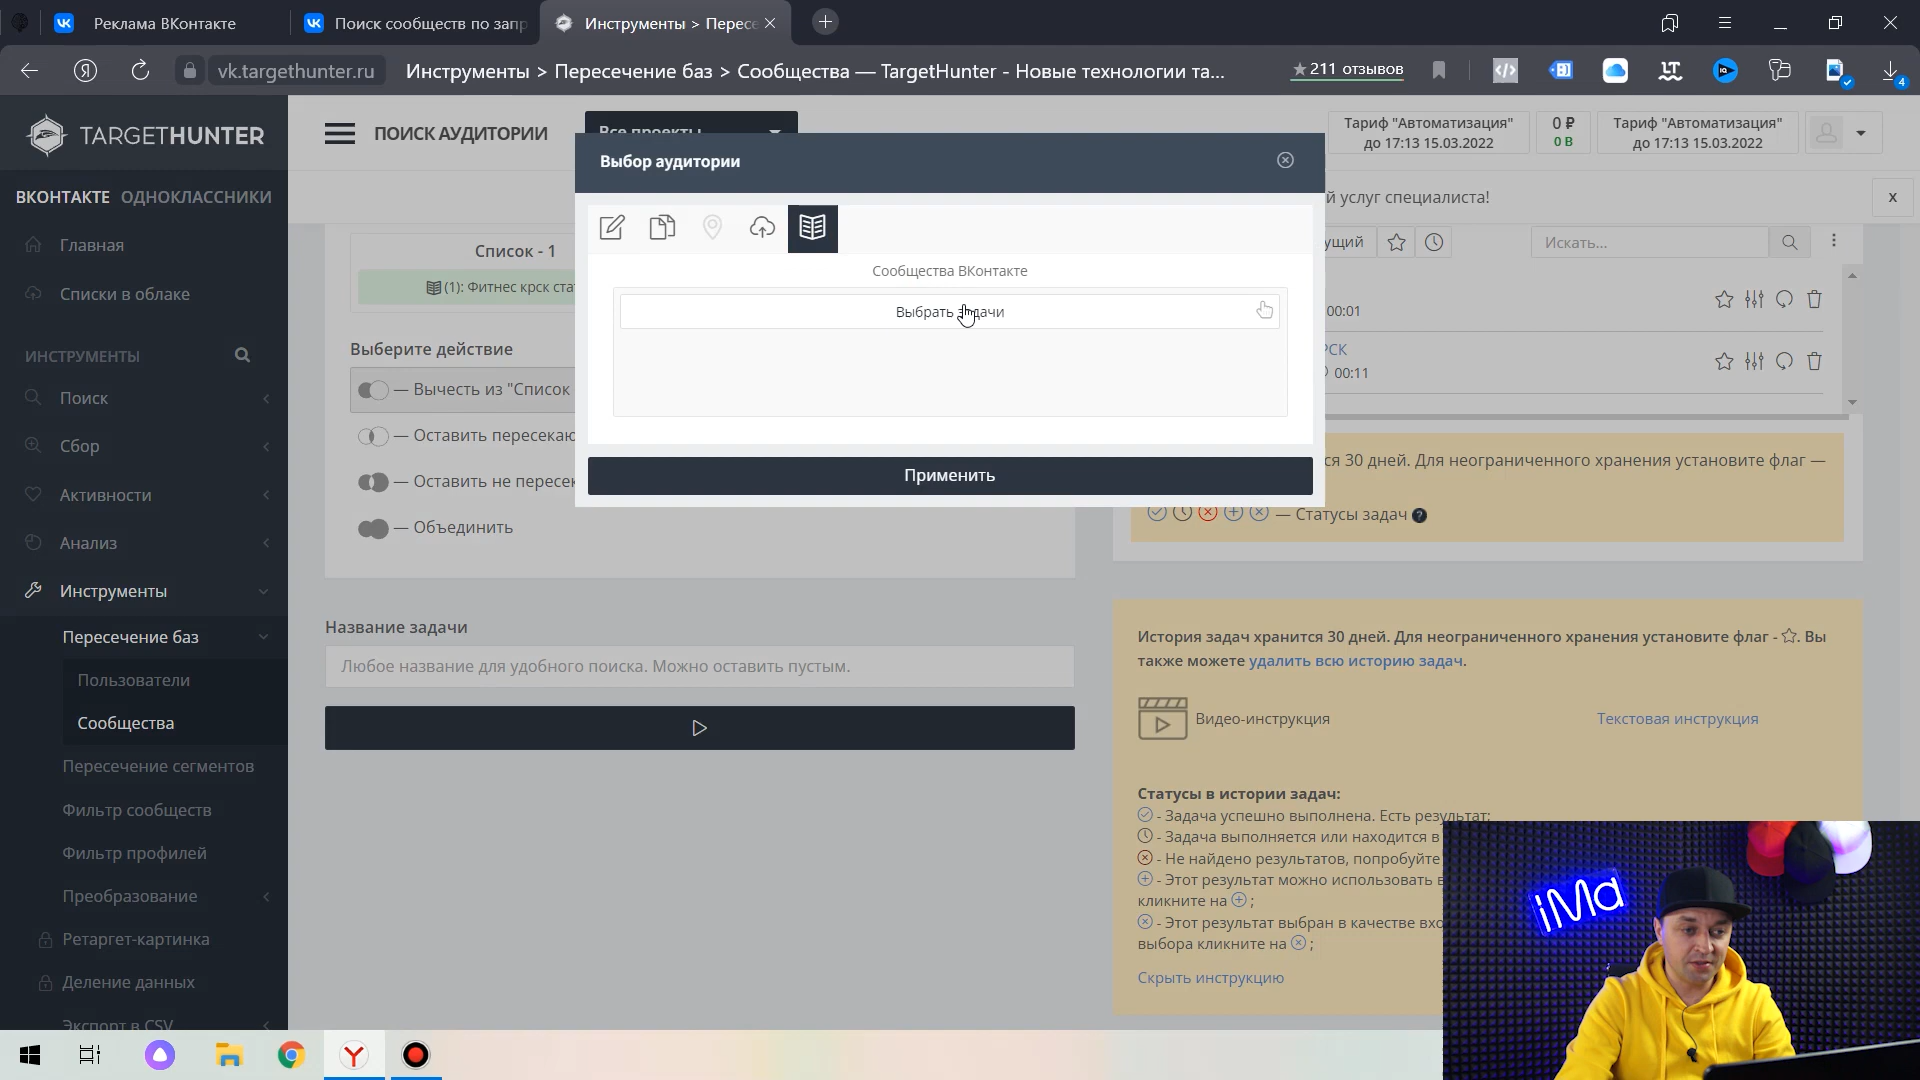 Реклама ВКонтакте
Поиск сообществ по запр
Инструменты > Пересе
vk.targethunter.ru
Инструменты > Пересечение баз > Сообщества — TargetHunter - Новые технологии та...
★211 отзывов
4
TARGETHUNTER
ПОИСК АУДИТОРИИ
Все проекты
Тариф "Автоматизация"
до 17:13 15.03.2022
0 ₽
0 В
Тариф "Автоматизация"
до 17:13 15.03.2022
ВКОНТАКТЕ ОДНОКЛАССНИКИ
Главная
Списки в облаке
ИНСТРУМЕНТЫ
Поиск
Сбор
Активности
Анализ
Инструменты
Пересечение баз
Пользователи
Сообщества
Пересечение сегментов
Фильтр сообществ
Фильтр профилей
Преобразование
Ретаргет-картинка
Деление данных
Экспорт в CSV
Выбор аудитории
Сообщества ВКонтакте
Выбрать задачи
Применить
й услуг специалиста!
x
Список - 1
(1): Фитнес крск ста
Выберите действие
— Вычесть из "Список
— Оставить пересекаю
— Оставить не пересек
— Объединить
Название задачи
Любое название для удобного поиска. Можно оставить пустым.
ущий
Искать...
00:01
РСК
00:11
ся 30 дней. Для неограниченного хранения установите флаг —
— Статусы задач ?
История задач хранится 30 дней. Для неограниченного хранения установите флаг - ☆. Вы
также можете удалить всю историю задач.
Видео-инструкция
Текстовая инструкция
Статусы в истории задач:
- Задача успешно выполнена. Есть результат;
- Задача выполняется или находится в
- Не найдено результатов, попробуйте
- Этот результат можно использовать в
кликните на ;
- Этот результат выбран в качестве вхо
выбора кликните на ;
Скрыть инструкцию
iMa